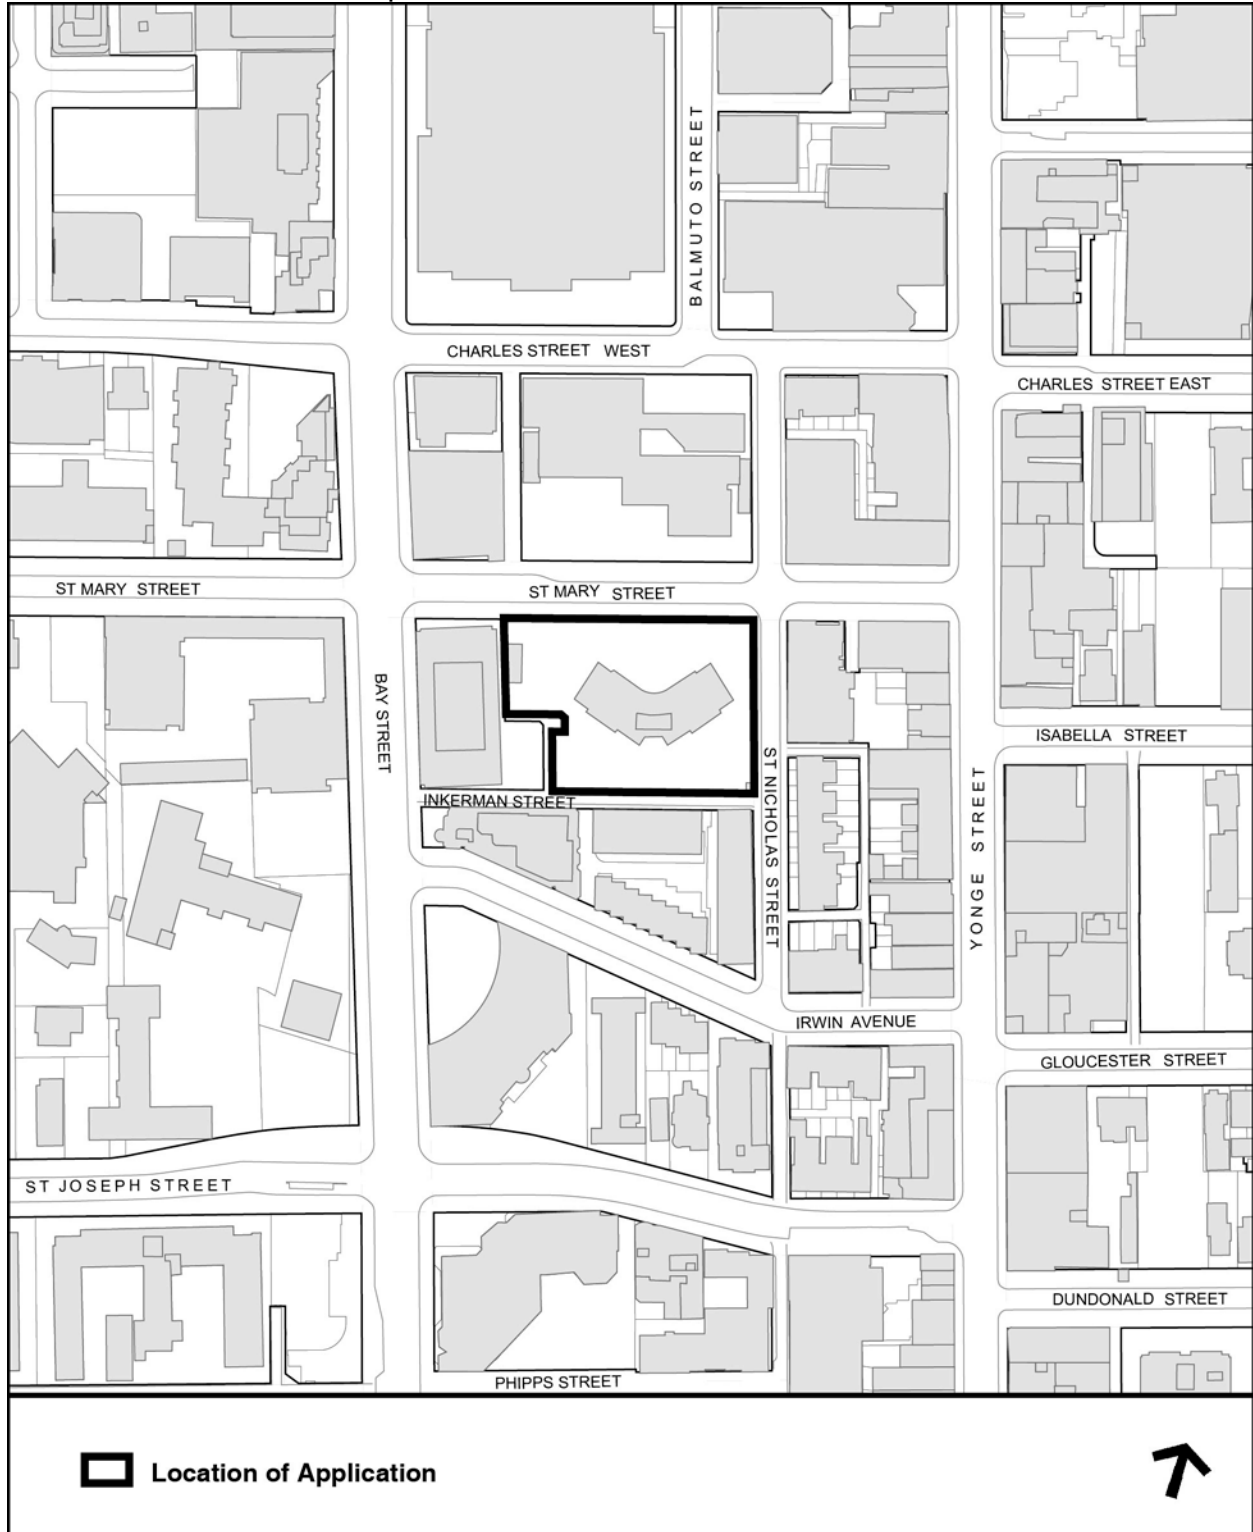 BALMUTO STREET
CHARLES STREET WEST
CHARLES STREET EAST
ST MARY STREET
ST MARY STREET
BAY STREET
ISABELLA STREET
INKERMAN STREET
ST NICHOLAS STREET
YONGE STREET
IRWIN AVENUE
GLOUCESTER STREET
ST JOSEPH STREET
DUNDONALD STREET
PHIPPS STREET
Location of Application